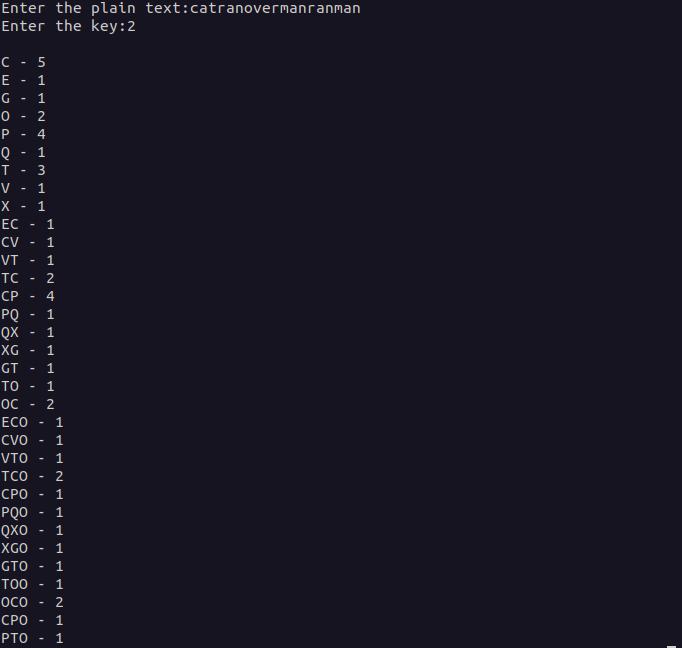 Enter the plain text:catranovermanranman
Enter the key:2
C - 5
E - 1
G - 1
O - 2
P - 4
Q - 1
T - 3
V - 1
X - 1
EC - 1
CV - 1
VT - 1
TC - 2
CP - 4
PQ - 1
QX - 1
XG - 1
GT - 1
TO - 1
OC - 2
ECO - 1
CVO - 1
VTO - 1
TCO - 2
CPO - 1
PQO - 1
QXO - 1
XGO - 1
GTO - 1
TOO - 1
OCO - 2
CPO - 1
PTO - 1